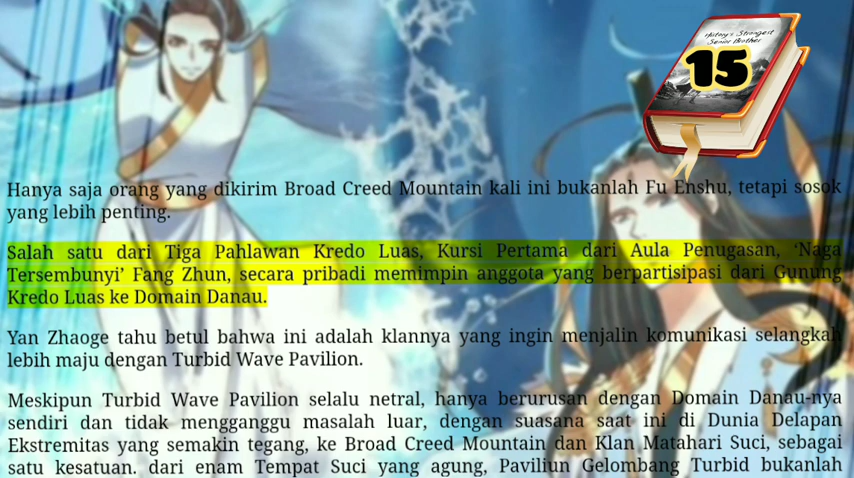 History's Strongest
Senior Brother
15
Hanya saja orang yang dikirim Broad Creed Mountain kali ini bukanlah Fu Enshu, tetapi sosok
yang lebih penting.
Salah satu dari Tiga Pahlawan Kredo Luas, Kursi Pertama dari Aula Penugasan, ‘Naga
Tersembunyi’ Fang Zhun, secara pribadi memimpin anggota yang berpartisipasi dari Gunung
Kredo Luas ke Domain Danau.
Yan Zhaoge tahu betul bahwa ini adalah klannya yang ingin menjalin komunikasi selangkah
lebih maju dengan Turbid Wave Pavilion.
Meskipun Turbid Wave Pavilion selalu netral, hanya berurusan dengan Domain Danau-nya
sendiri dan tidak mengganggu masalah luar, dengan suasana saat ini di Dunia Delapan
Ekstremitas yang semakin tegang, ke Broad Creed Mountain dan Klan Matahari Suci, sebagai
satu kesatuan. dari enam Tempat Suci yang agung, Paviliun Gelombang Turbid bukanlah